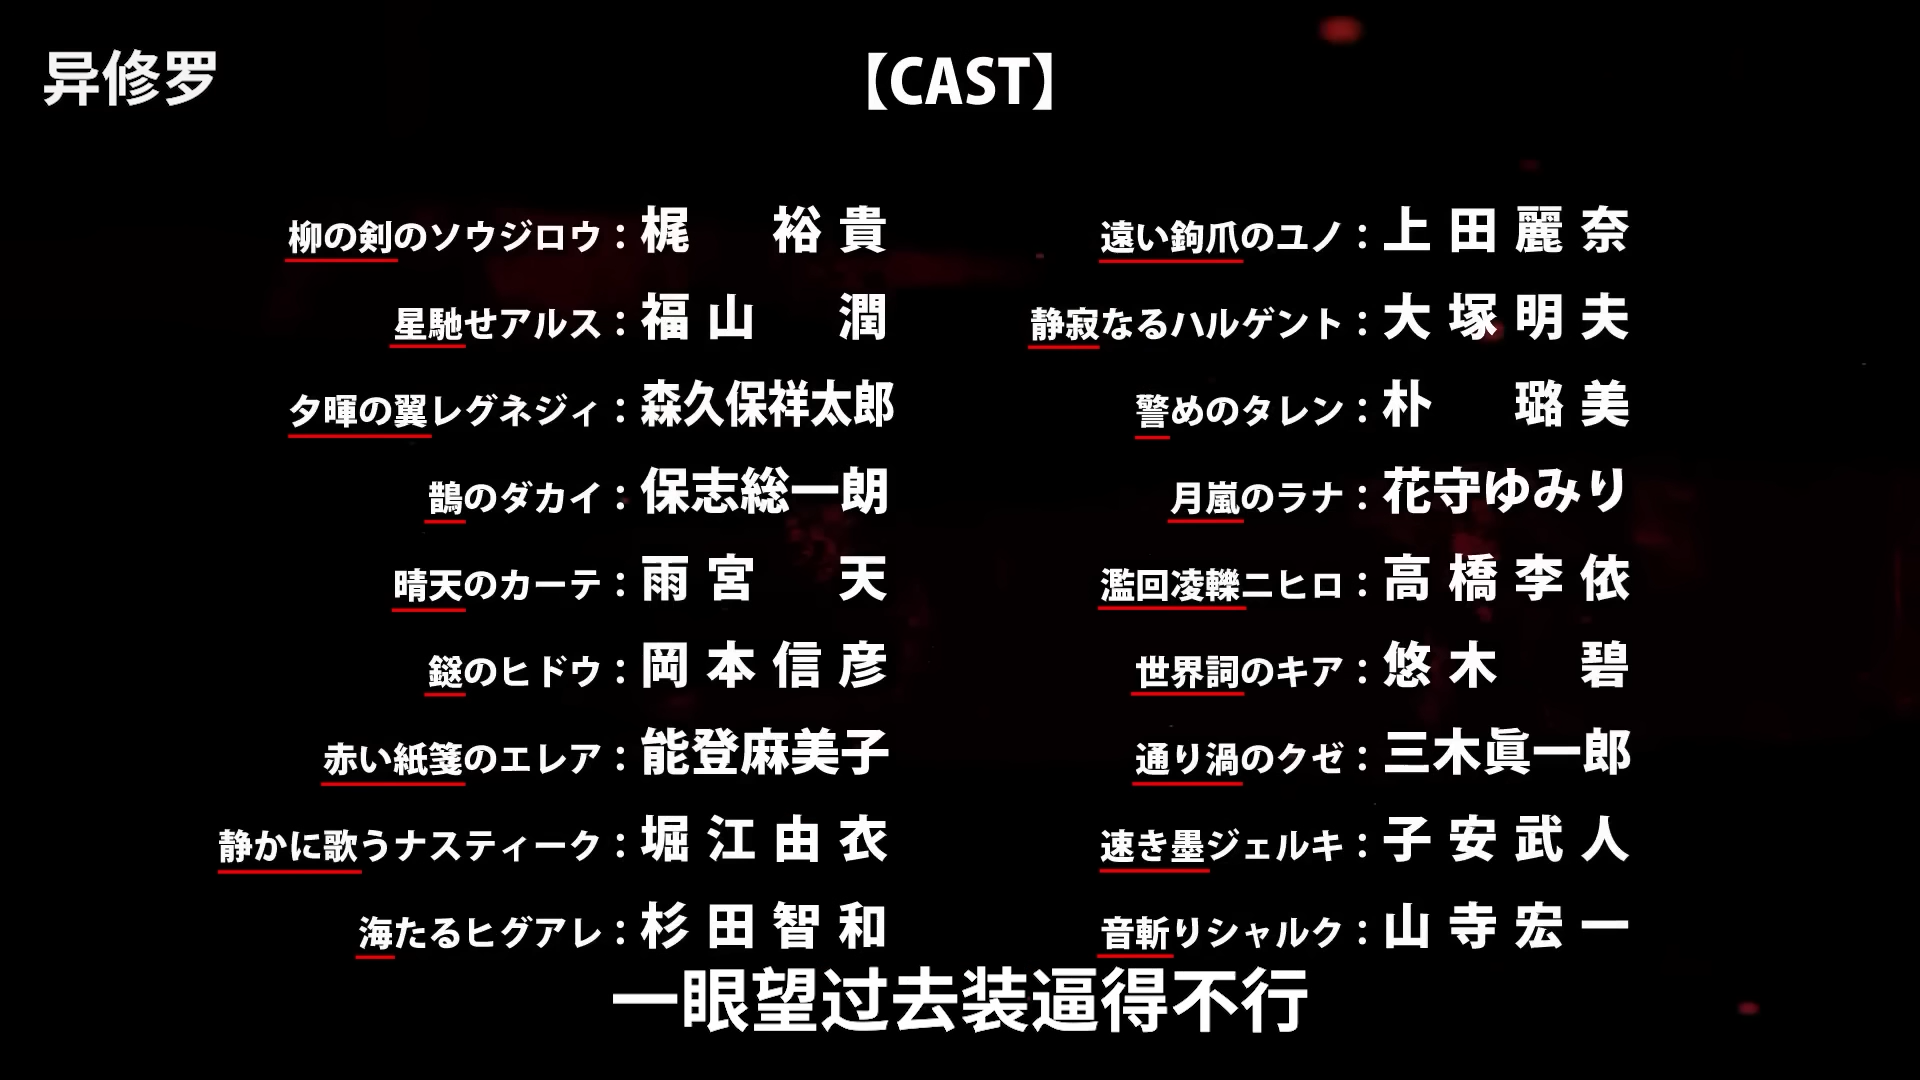 异修罗
【CAST】
柳の剣のソウジロウ：梶 裕貴
遠い鉤爪のユノ：上田麗奈
星馳せアルス：福山 潤
静寂なるハルゲント：大塚明夫
夕暉の翼レグネジィ：森久保祥太郎
警めのタレン：朴 璐美
鵲のダカイ：保志総一朗
月嵐のラナ：花守ゆみり
晴天のカーテ：雨宮 天
濫回凌轢ニヒロ：高橋李依
鎹のヒドウ：岡本信彦
世界詞のキア：悠木 碧
赤い紙箋のエレア：能登麻美子
通り渦のクゼ：三木眞一郎
静かに歌うナスティーク：堀江由衣
速き墨ジェルキ：子安武人
海たるヒグアレ：杉田智和
音斬りシャルク：山寺宏一
一眼望过去装逼得不行